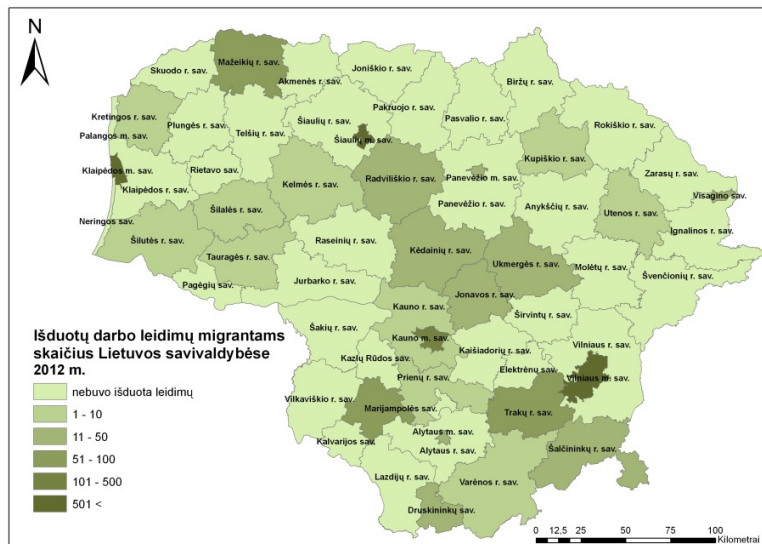 N
Skuodo r. sav.
Mažeikių r. sav.
Akmenės r. sav.
Joniškio r. sav.
Biržų r. sav.
Kretingos r. sav.
Palangos m. sav.
Plungės r. sav.
Telšių r. sav.
Šiaulių r. sav.
Šiaulių m. sav.
Pakruojo r. sav.
Pasvalio r. sav.
Rokiškio r. sav.
Klaipėdos m. sav.
Klaipėdos r. sav.
Rietavo sav.
Kelmės r. sav.
Radviliškio r. sav.
Panevėžio m. sav.
Panevėžio r. sav.
Kupiškio r. sav.
Anykščių r. sav.
Zarasų r. sav.
Visagino sav.
Utenos r. sav.
Ignalinos r. sav.
Neringos sav.
Šilalės r. sav.
Šilutės r. sav.
Tauragės r. sav.
Raseinių r. sav.
Kėdainių r. sav.
Ukmergės r. sav.
Molėtų r. sav.
Švenčionių r. sav.
Pagėgių sav.
Jurbarko r. sav.
Jonavos r. sav.
Širvintų r. sav.
Šakių r. sav.
Kauno r. sav.
Kauno m. sav.
Kazlų Rūdos sav.
Kaišiadorių r. sav.
Vilniaus r. sav.
Elektrėnų sav.
Vilniaus m. sav.
Prienų r. sav.
Vilkaviškio r. sav.
Marijampolės sav.
Trakų r. sav.
Kalvarijos sav.
Alytaus m. sav.
Alytaus r. sav.
Šalčininkų r. sav.
Lazdijų r. sav.
Varėnos r. sav.
Druskininkų sav.
Išduotų darbo leidimų migrantams
skaičius Lietuvos savivaldybėse
2012 m.
nebuvo išduota leidimų
1 - 10
11 - 50
51 - 100
101 - 500
501 <
0 12,5 25 50 75 100
Kilometrai